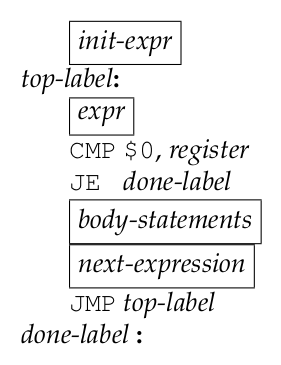 init-expr
top-label:
expr
CMP $0, register
JE done-label
body-statements
next-expression
JMP top-label
done-label :